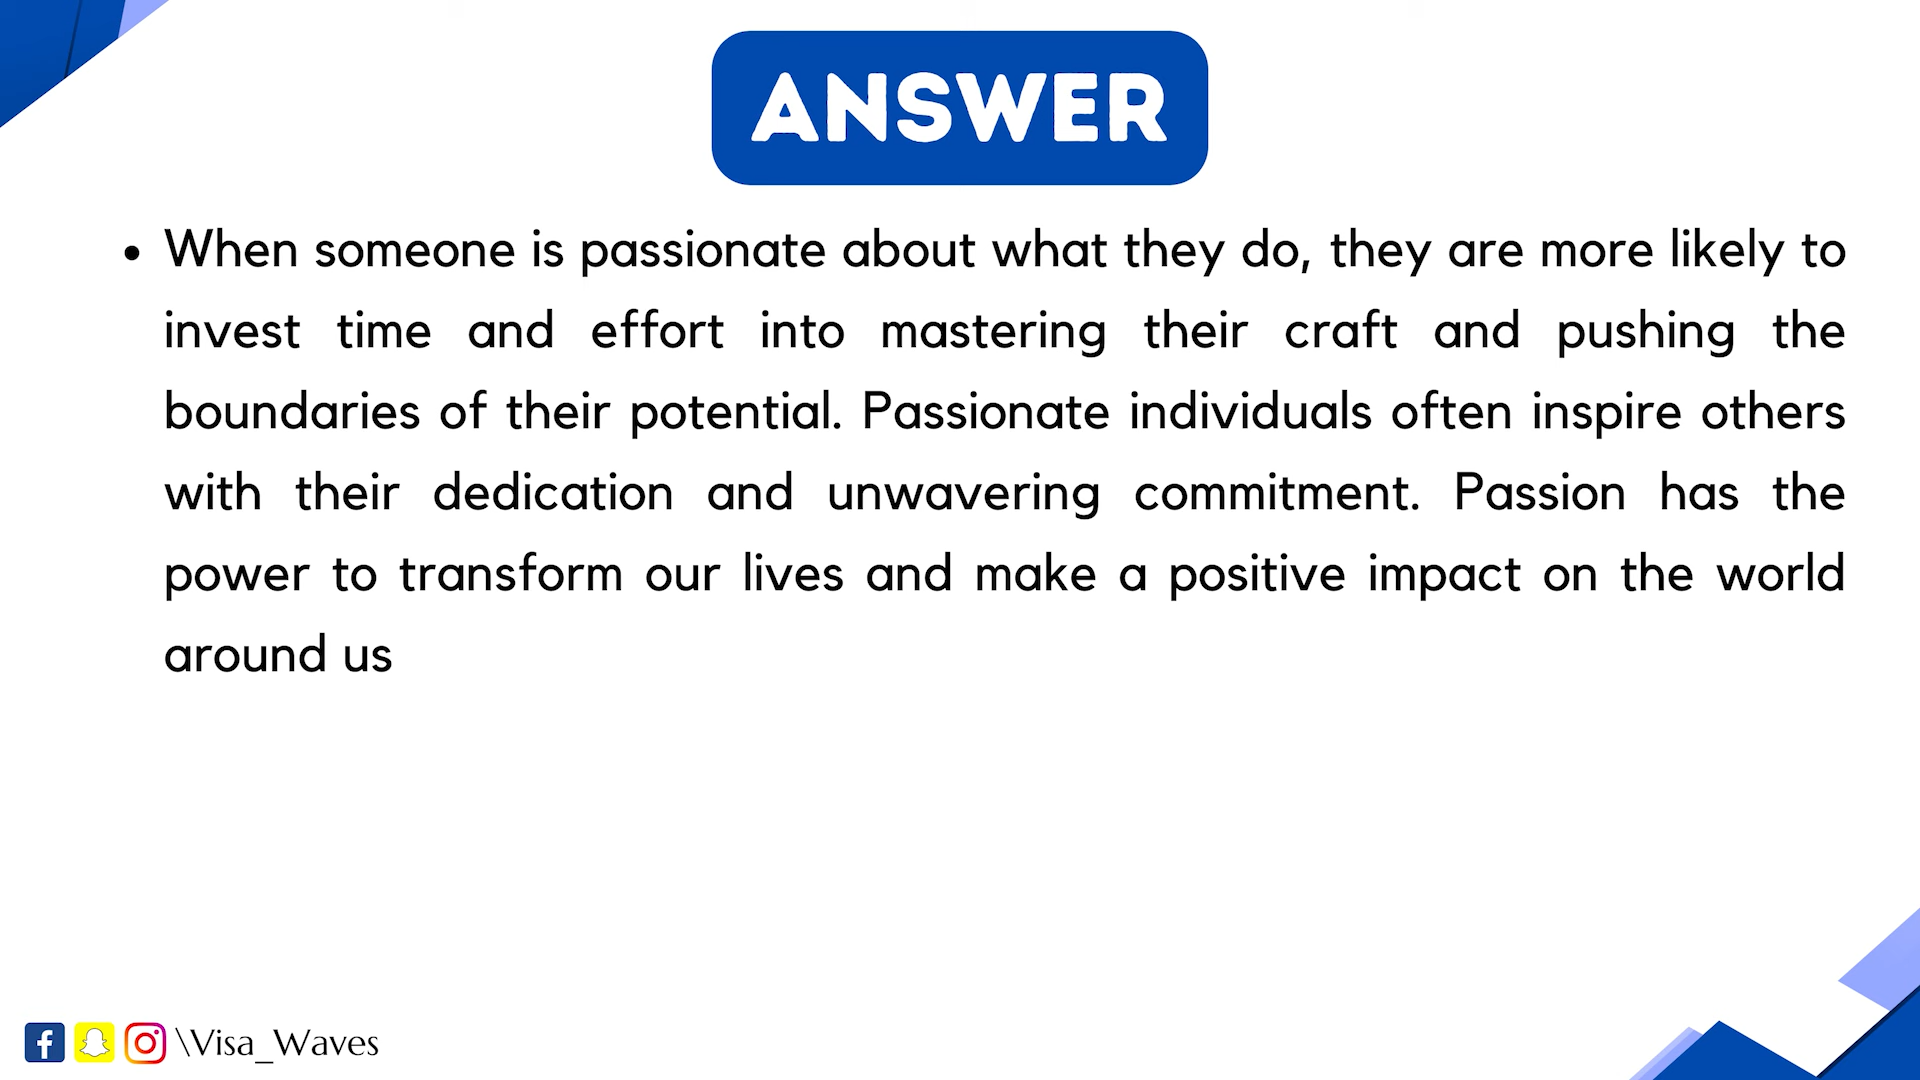 ANSWER
• When someone is passionate about what they do, they are more likely to
invest time and effort into mastering their craft and pushing the
boundaries of their potential. Passionate individuals often inspire others
with their dedication and unwavering commitment. Passion has the
power to transform our lives and make a positive impact on the world
around us
\Visa_Waves